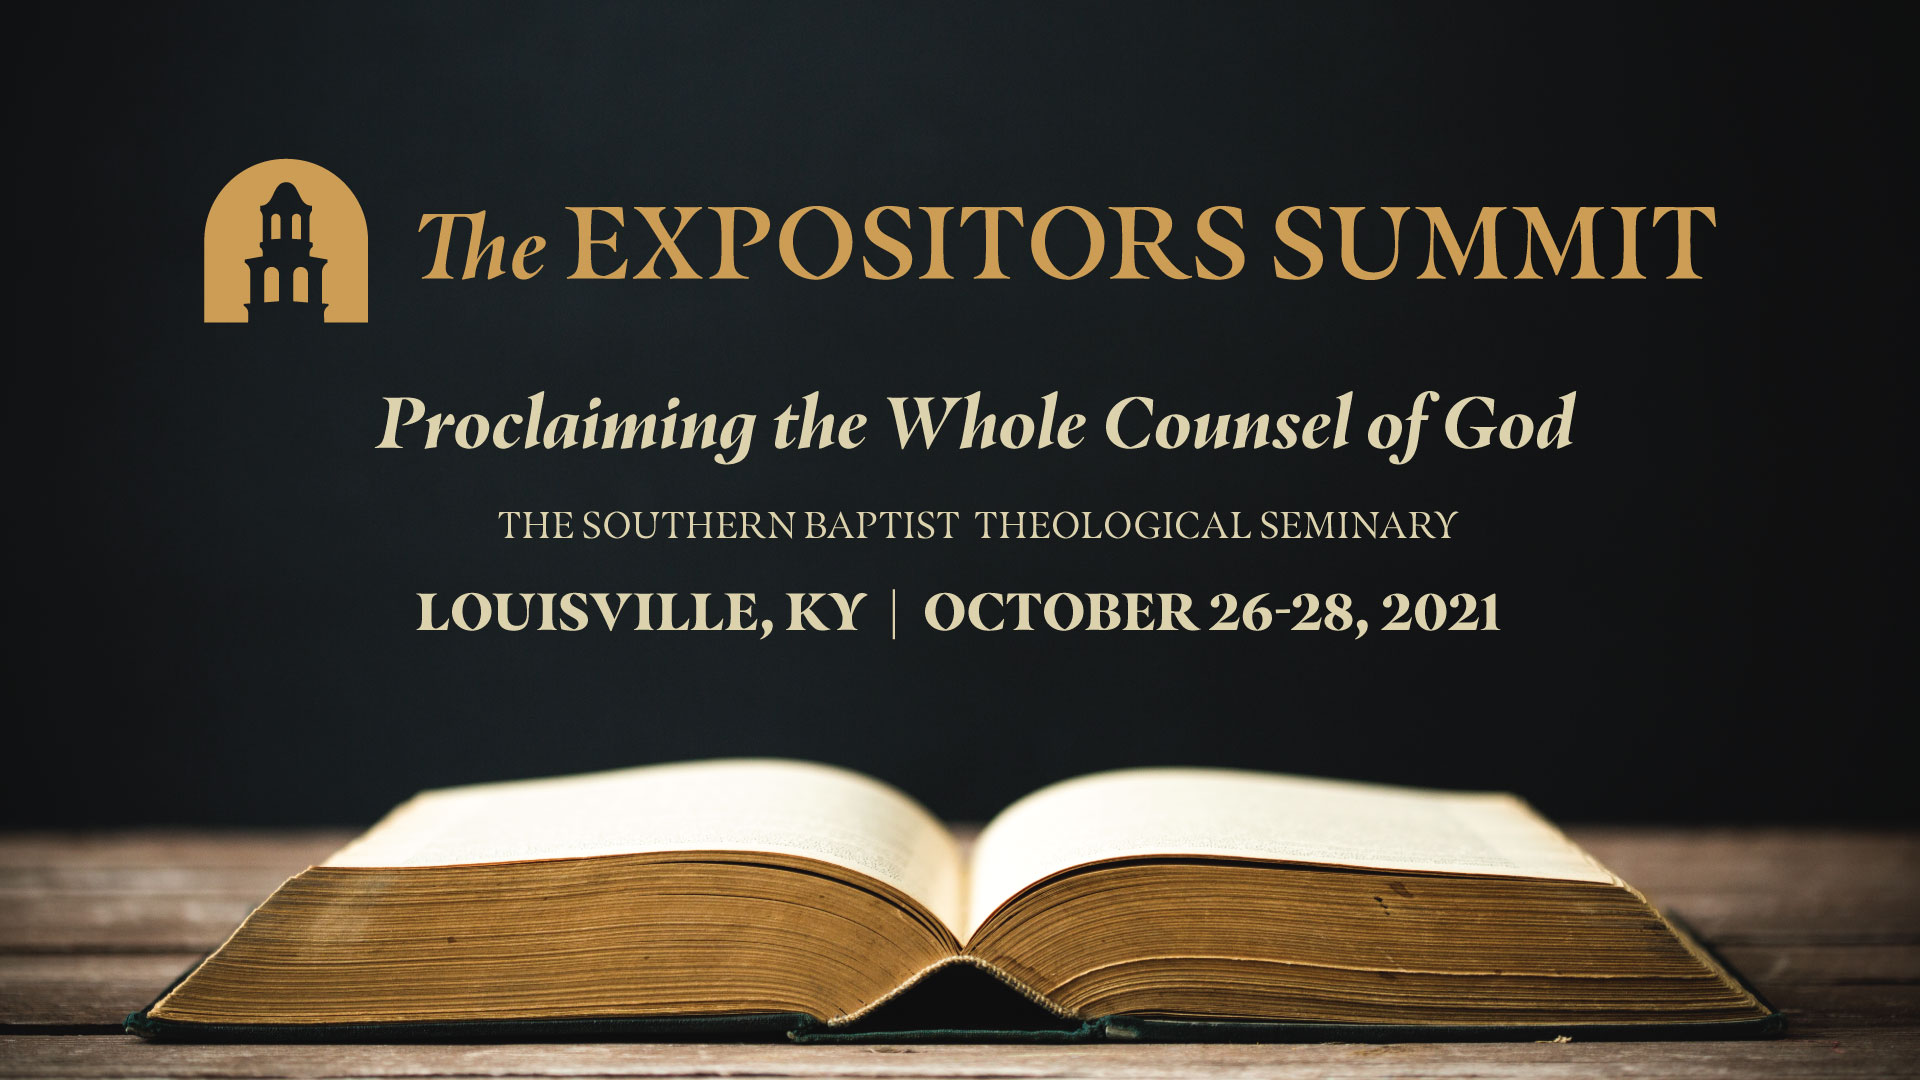 The EXPOSITORS SUMMIT
Proclaiming the Whole Counsel of God
THE SOUTHERN BAPTIST THEOLOGICAL SEMINARY
LOUISVILLE, KY | OCTOBER 26-28, 2021